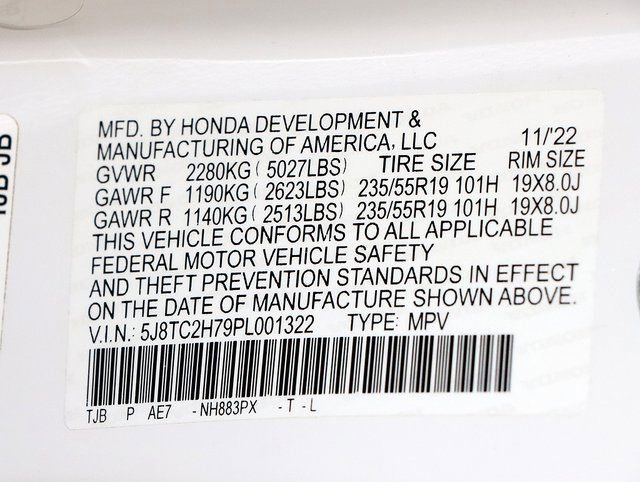 MFD. BY HONDA DEVELOPMENT &
MANUFACTURING OF AMERICA, LLC 11/'22
GVWR 2280KG ( 5027LBS) TIRE SIZE RIM SIZE
GAWR F 1190KG ( 2623LBS) 235/55R19 101H 19X8.0J
GAWR R 1140KG ( 2513LBS) 235/55R19 101H 19X8.0J
THIS VEHICLE CONFORMS TO ALL APPLICABLE
FEDERAL MOTOR VEHICLE SAFETY
AND THEFT PREVENTION STANDARDS IN EFFECT
ON THE DATE OF MANUFACTURE SHOWN ABOVE.
V.I.N.: 5J8TC2H79PL001322 TYPE: MPV
TJB P AE7 -NH883PX -T -L